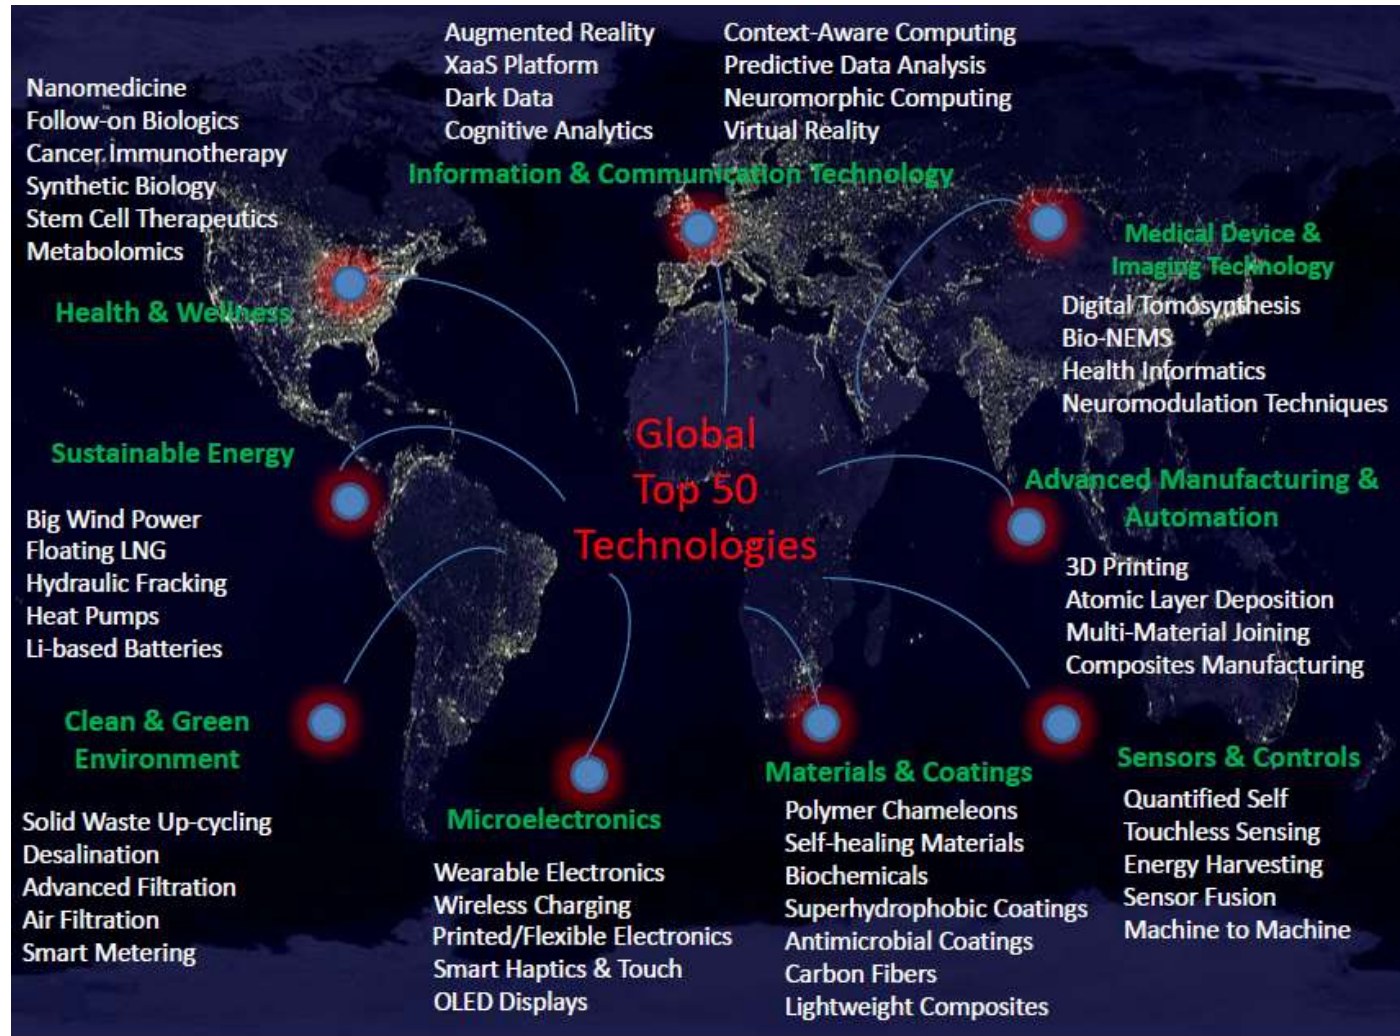 Augmented Reality
XaaS Platform
Dark Data
Cognitive Analytics
Context-Aware Computing
Predictive Data Analysis
Neuromorphic Computing
Virtual Reality
Information & Communication Technology
Nanomedicine
Follow-on Biologics
Cancer Immunotherapy
Synthetic Biology
Stem Cell Therapeutics
Metabolomics
Health & Wellness
Medical Device &
Imaging Technology
Digital Tomosynthesis
Bio-NEMS
Health Informatics
Neuromodulation Techniques
Global
Top 50
Technologies
Sustainable Energy
Big Wind Power
Floating LNG
Hydraulic Fracking
Heat Pumps
Li-based Batteries
Advanced Manufacturing &
Automation
3D Printing
Atomic Layer Deposition
Multi-Material Joining
Composites Manufacturing
Clean & Green
Environment
Solid Waste Up-cycling
Desalination
Advanced Filtration
Air Filtration
Smart Metering
Microelectronics
Wearable Electronics
Wireless Charging
Printed/Flexible Electronics
Smart Haptics & Touch
OLED Displays
Materials & Coatings
Polymer Chameleons
Self-healing Materials
Biochemicals
Superhydrophobic Coatings
Antimicrobial Coatings
Carbon Fibers
Lightweight Composites
Sensors & Controls
Quantified Self
Touchless Sensing
Energy Harvesting
Sensor Fusion
Machine to Machine